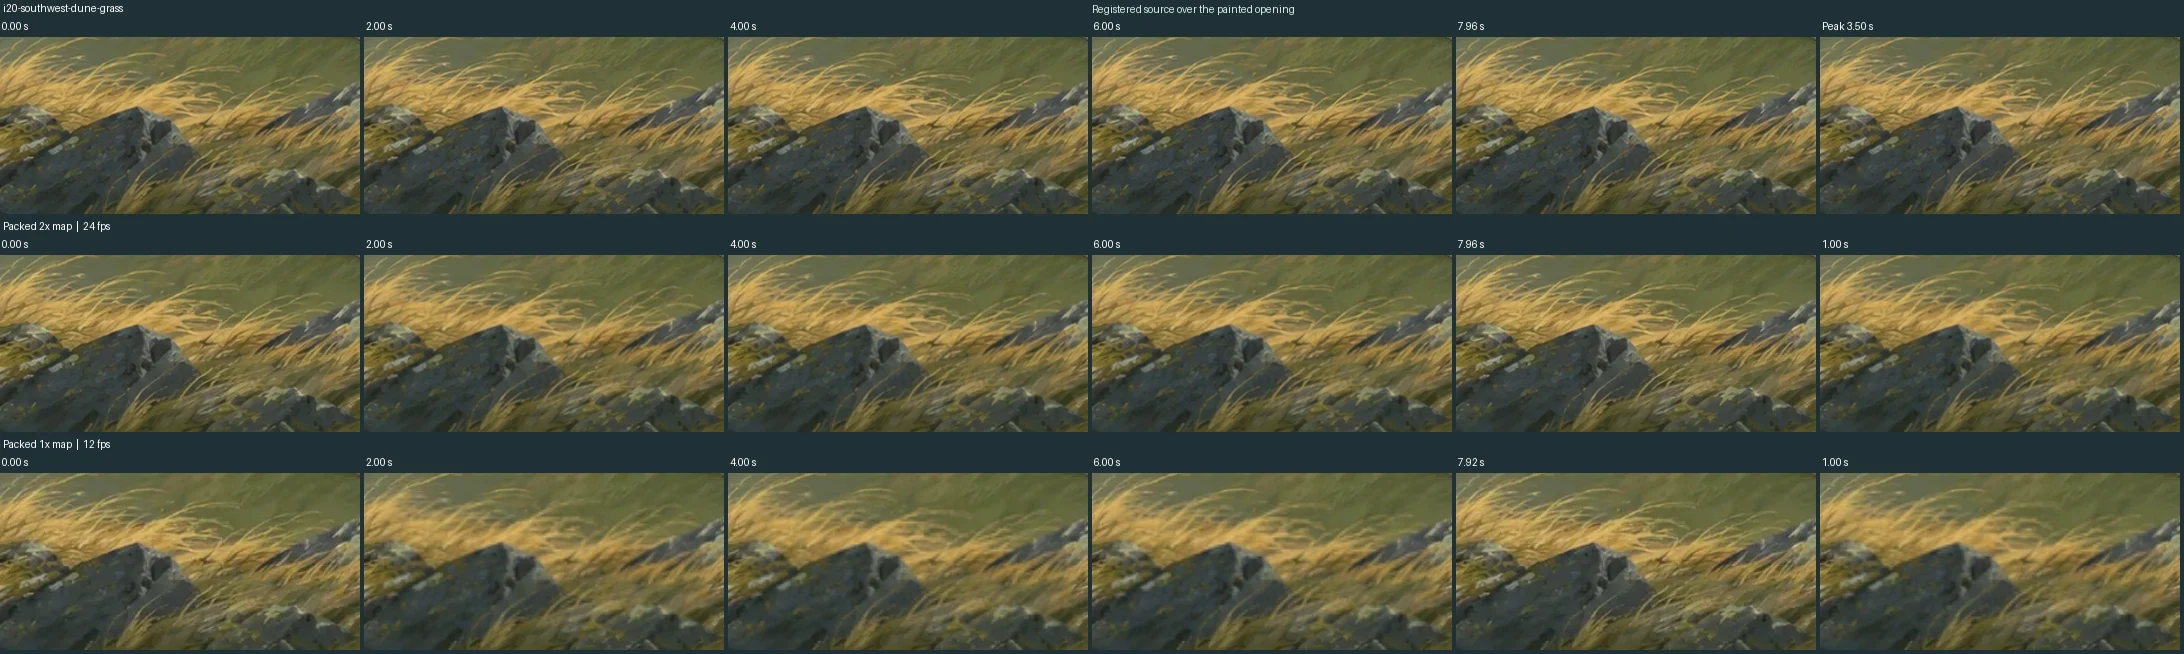 i20-southwest-dune-grass
Registered source over the painted opening
0.00 s
2.00 s
4.00 s
6.00 s
7.96 s
Peak 3.50 s
Packed 2x map | 24 fps
0.00 s
2.00 s
4.00 s
6.00 s
7.96 s
1.00 s
Packed 1x map | 12 fps
0.00 s
2.00 s
4.00 s
6.00 s
7.92 s
1.00 s